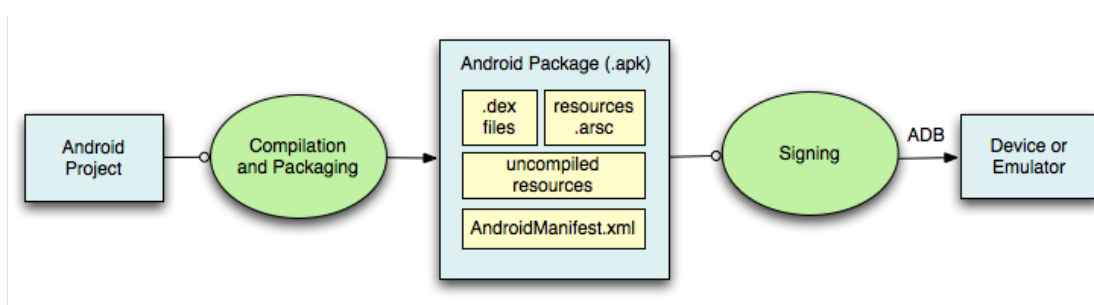 Android
Project
Compilation
and Packaging
Android Package (.apk)
.dex
files
resources
.arsc
uncompiled
resources
AndroidManifest.xml
Signing
ADB
Device or
Emulator